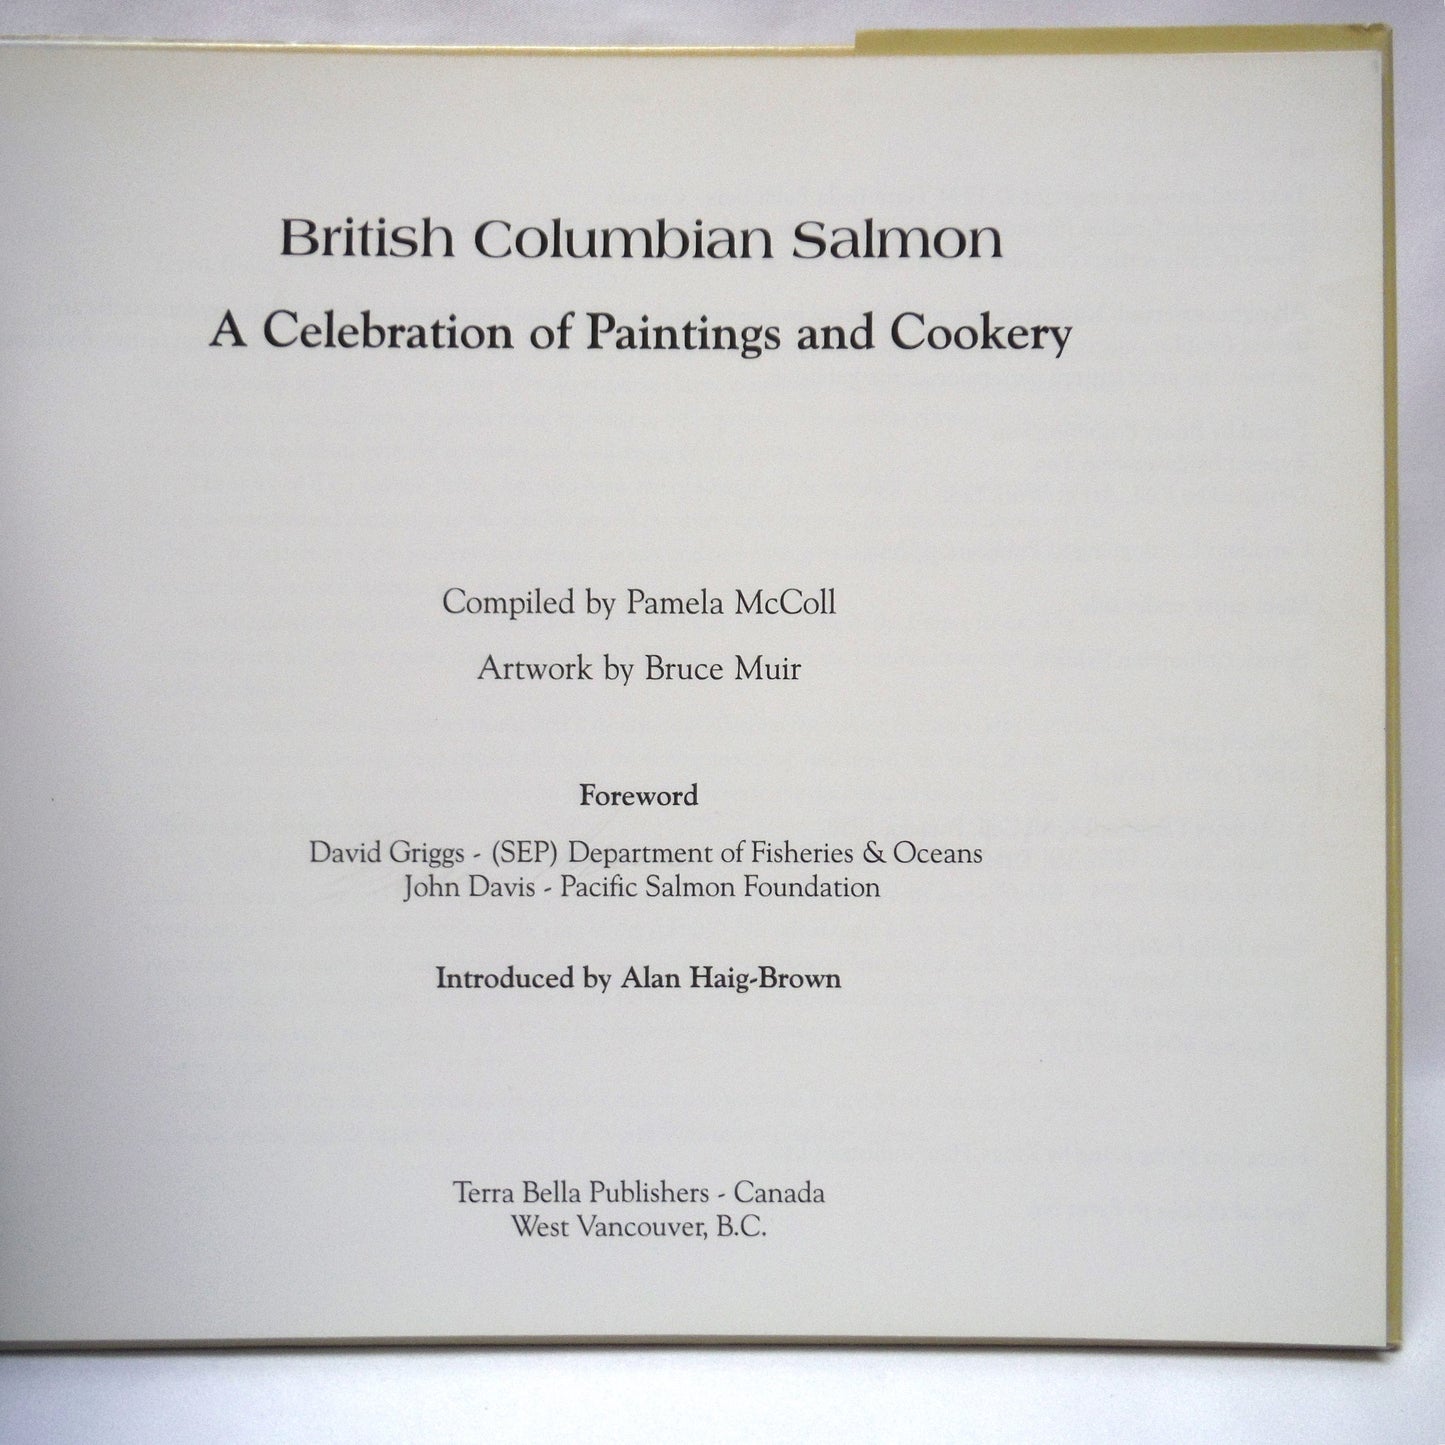 British Columbian Salmon
A Celebration of Paintings and Cookery
Compiled by Pamela McColl
Artwork by Bruce Muir
Foreword
David Griggs - (SEP) Department of Fisheries & Oceans
John Davis - Pacific Salmon Foundation
Introduced by Alan Haig-Brown
Terra Bella Publishers - Canada
West Vancouver, B.C.